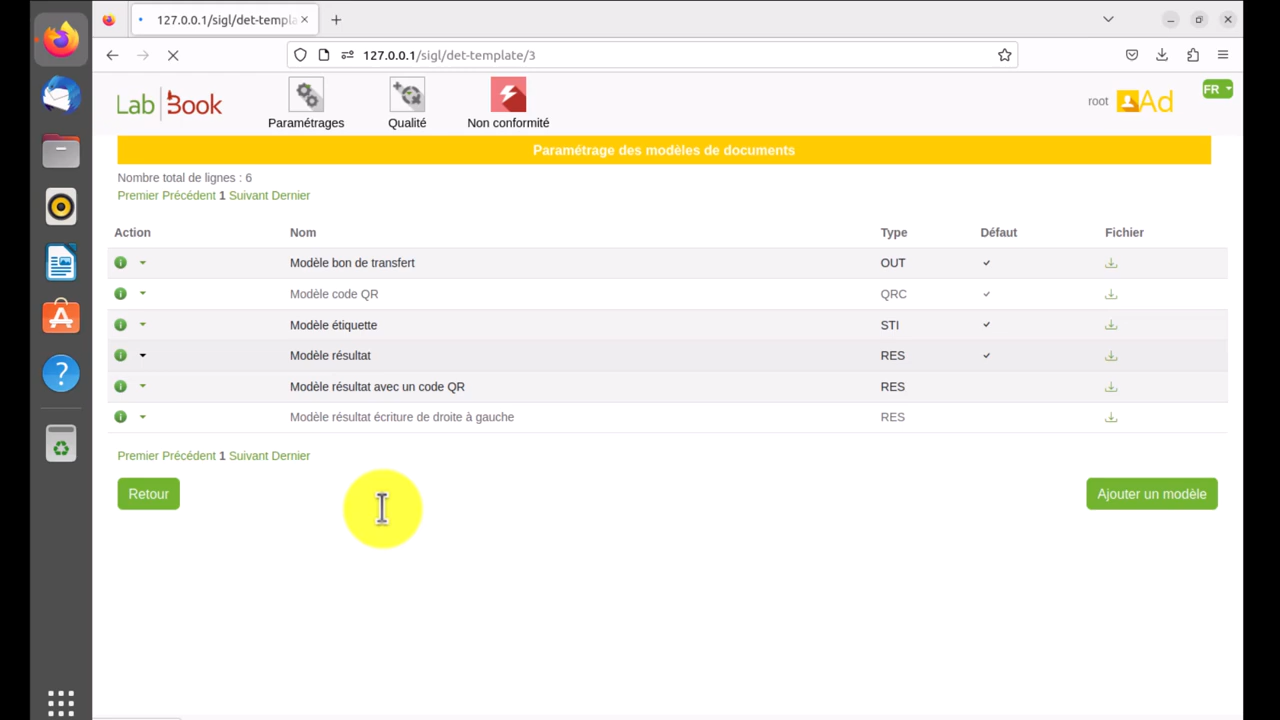 127.0.0.1/sigl/det-templa
127.0.0.1/sigl/det-template/3
Lab Book
Paramétrages
Qualité
Non conformité
root
Ad
FR
Paramétrage des modèles de documents
Nombre total de lignes : 6
Premier Précédent 1 Suivant Dernier
Action Nom Type Défaut Fichier
Modèle bon de transfert OUT
Modèle code QR QRC
Modèle étiquette STI
Modèle résultat RES
Modèle résultat avec un code QR RES
Modèle résultat écriture de droite à gauche RES
Premier Précédent 1 Suivant Dernier
Retour
Ajouter un modèle